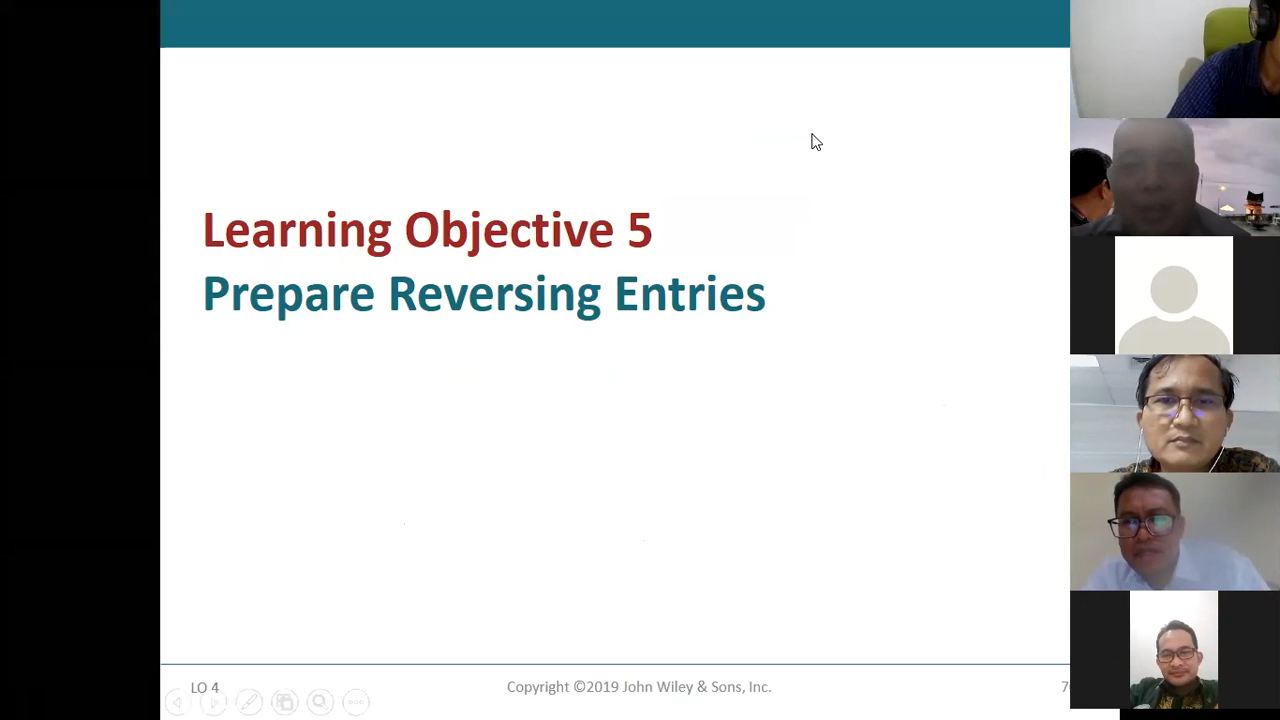 Learning Objective 5
Prepare Reversing Entries
LO 4
Copyright ©2019 John Wiley & Sons, Inc.